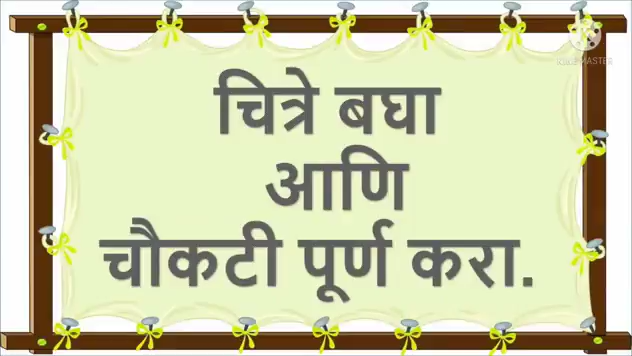 चित्रे बघा
आणि
चौकटी पूर्ण करा.